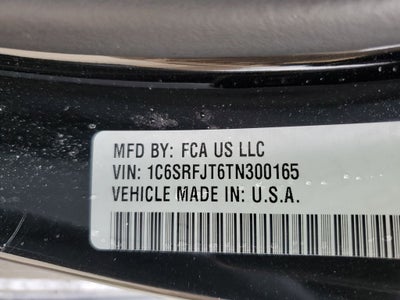 MFD BY: FCA US LLC
VIN: 1C6SRFJT6TN300165
VEHICLE MADE IN: U.S.A.